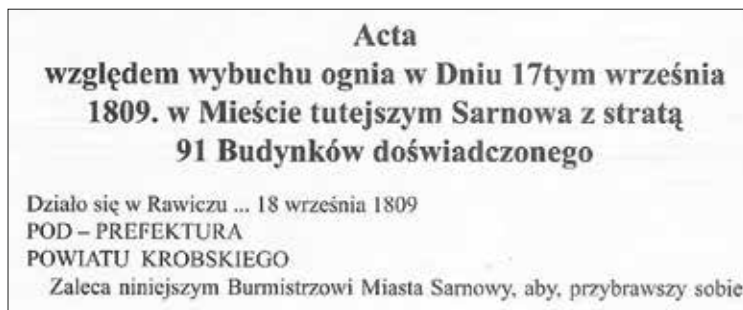 Acta
względem wybuchu ognia w Dniu 17tym września
1809. w Mieście tutejszym Sarnowa z stratą
91 Budynków doświadczonego
Działo się w Rawiczu ... 18 września 1809
POD – PREFEKTURA
POWIATU KROBSKIEGO
Zaleca niniejszym Burmistrzowi Miasta Sarnowy, aby, przybrawszy sobie